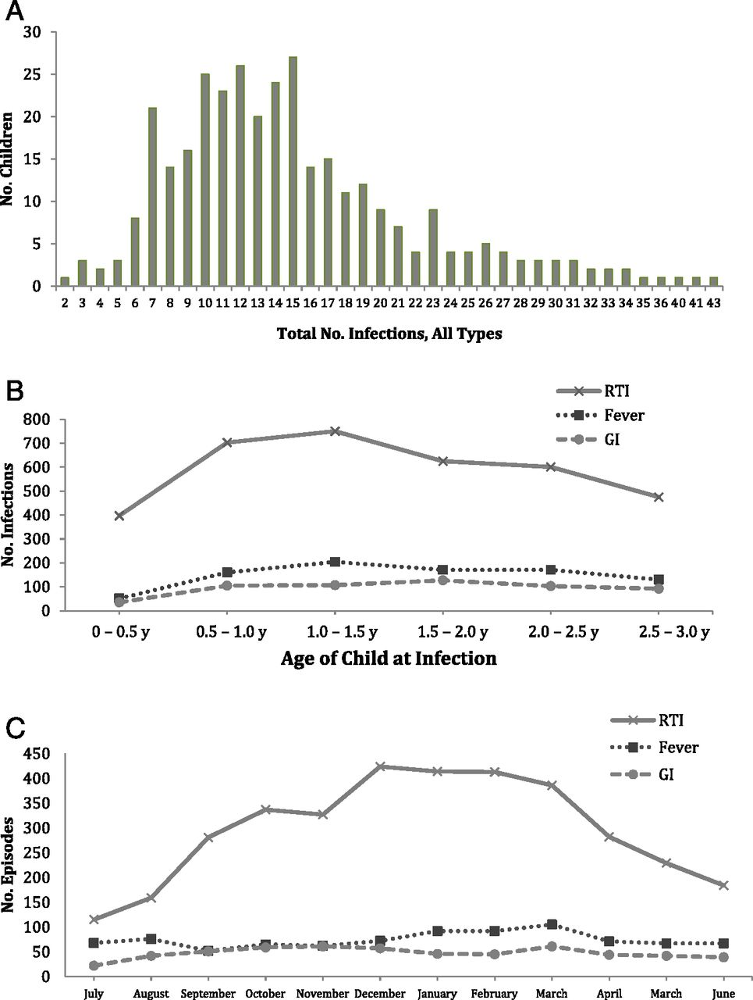 A
30
25
20
15
10
5
0
No. Children
2 3 4 5 6 7 8 9 10 11 12 13 14 15 16 17 18 19 20 21 22 23 24 25 26 27 28 29 30 31 32 33 34 35 36 40 41 43
Total No. Infections, All Types
B
RTI
Fever
GI
800
700
600
500
400
300
200
100
0
No. Infections
0 – 0.5 y 0.5 – 1.0 y 1.0 – 1.5 y 1.5 – 2.0 y 2.0 – 2.5 y 2.5 – 3.0 y
Age of Child at Infection
C
RTI
Fever
GI
450
400
350
300
250
200
150
100
50
0
No. Episodes
July August September October November December January February March April March June